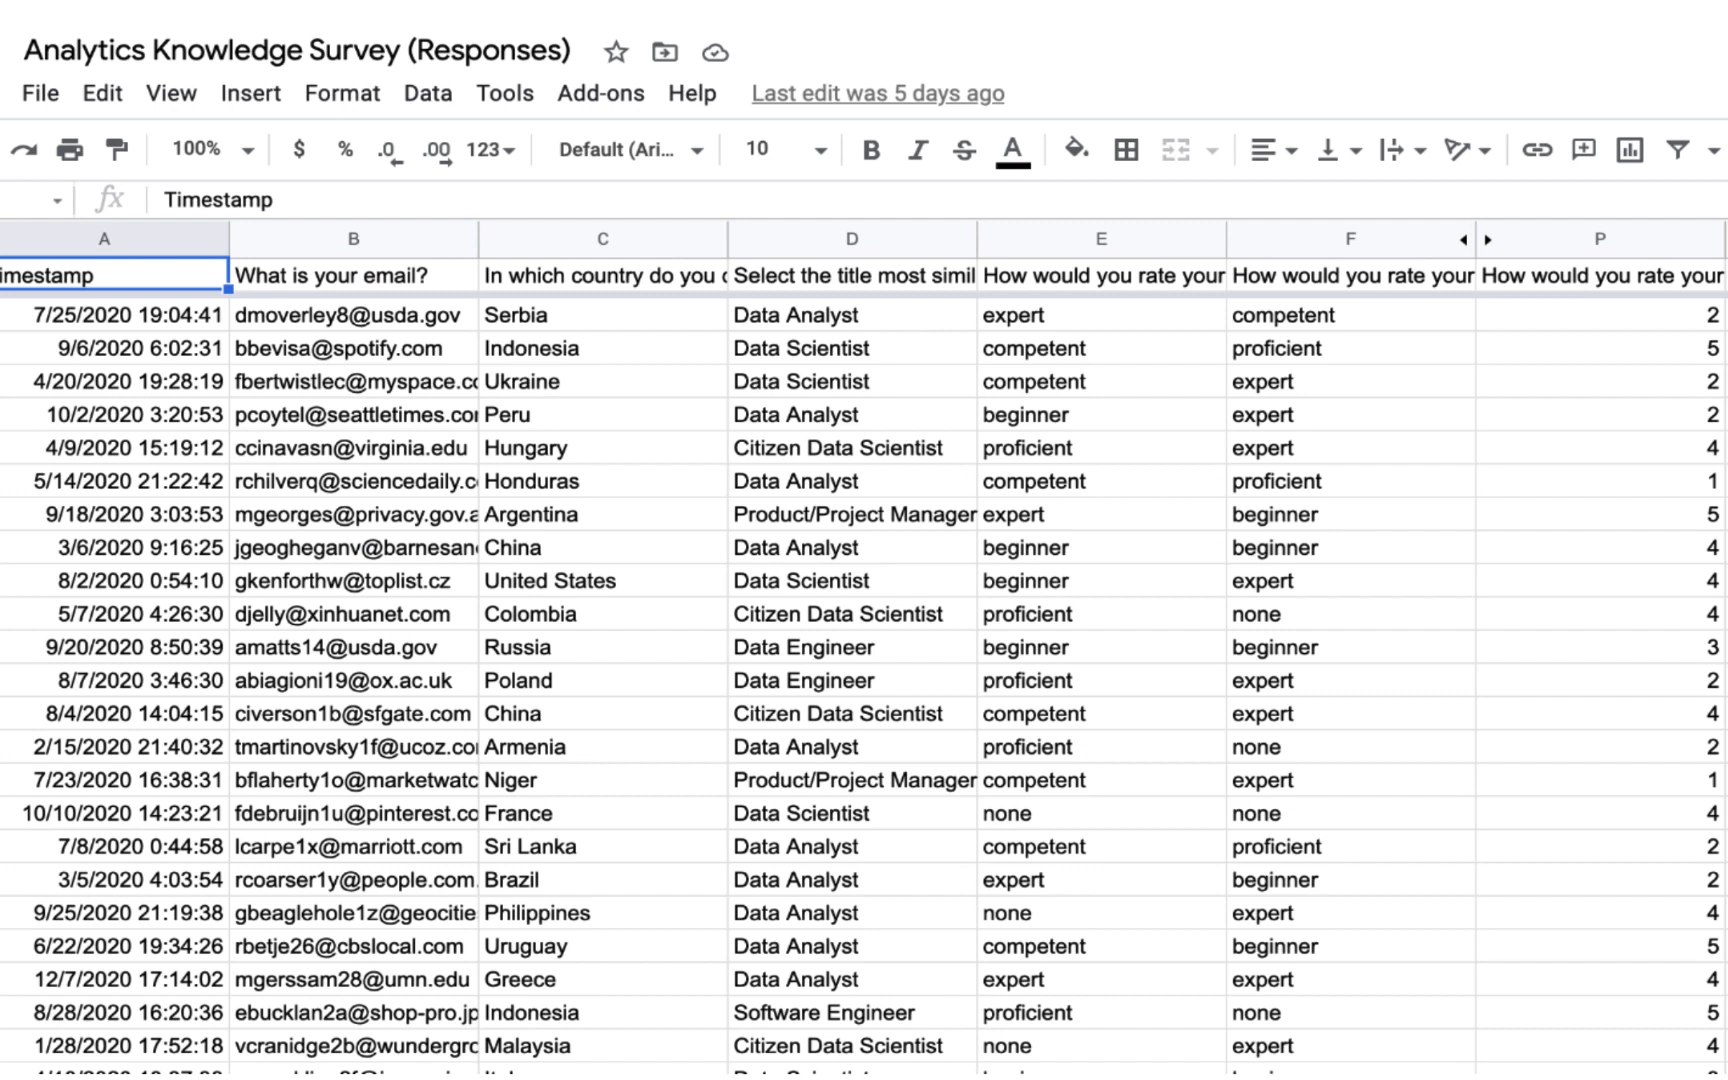 Analytics Knowledge Survey (Responses)
File Edit View Insert Format Data Tools Add-ons Help Last edit was 5 days ago
100% $ % .0 .00 123 Default (Ari... 10 B I S A
fx Timestamp
A B C D E F P
imestamp What is your email? In which country do you Select the title most simil How would you rate your How would you rate your How would you rate your
7/25/2020 19:04:41 dmoverley8@usda.gov Serbia Data Analyst expert competent 2
9/6/2020 6:02:31 bbevisa@spotify.com Indonesia Data Scientist competent proficient 5
4/20/2020 19:28:19 fbertwistlec@myspace.cc Ukraine Data Scientist competent expert 2
10/2/2020 3:20:53 pcoytel@seattletimes.co Peru Data Analyst beginner expert 2
4/9/2020 15:19:12 ccinavasn@virginia.edu Hungary Citizen Data Scientist proficient expert 4
5/14/2020 21:22:42 rchilverq@sciencedaily.c Honduras Data Analyst competent proficient 1
9/18/2020 3:03:53 mgeorges@privacy.gov.a Argentina Product/Project Manager expert beginner 5
3/6/2020 9:16:25 jgeogheganv@barnesan China Data Analyst beginner beginner 4
8/2/2020 0:54:10 gkenforthw@toplist.cz United States Data Scientist beginner expert 4
5/7/2020 4:26:30 djelly@xinhuanet.com Colombia Citizen Data Scientist proficient none 4
9/20/2020 8:50:39 amatts14@usda.gov Russia Data Engineer beginner beginner 3
8/7/2020 3:46:30 abiagioni19@ox.ac.uk Poland Data Engineer proficient expert 2
8/4/2020 14:04:15 civerson1b@sfgate.com China Citizen Data Scientist competent expert 4
2/15/2020 21:40:32 tmartinovsky1f@ucoz.co Armenia Data Analyst proficient none 2
7/23/2020 16:38:31 bflaherty1o@marketwatc Niger Product/Project Manager competent expert 1
10/10/2020 14:23:21 fdebruijn1u@pinterest.co France Data Scientist none none 4
7/8/2020 0:44:58 lcarpe1x@marriott.com Sri Lanka Data Analyst competent proficient 2
3/5/2020 4:03:54 rcoarser1y@people.com. Brazil Data Analyst expert beginner 2
9/25/2020 21:19:38 gbeaglehole1z@geocitie Philippines Data Analyst none expert 4
6/22/2020 19:34:26 rbetje26@cbslocal.com Uruguay Data Analyst competent beginner 5
12/7/2020 17:14:02 mgerssam28@umn.edu Greece Data Analyst expert expert 4
8/28/2020 16:20:36 ebucklan2a@shop-pro.jp Indonesia Software Engineer proficient none 5
1/28/2020 17:52:18 vcranidge2b@wundergrc Malaysia Citizen Data Scientist none expert 4